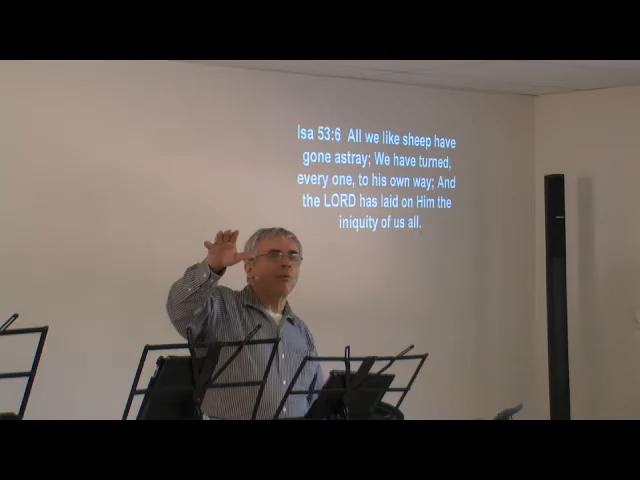 Isa 53:6 All we like sheep have
gone astray; We have turned,
every one, to his own way; And
the LORD has laid on Him the
iniquity of us all.